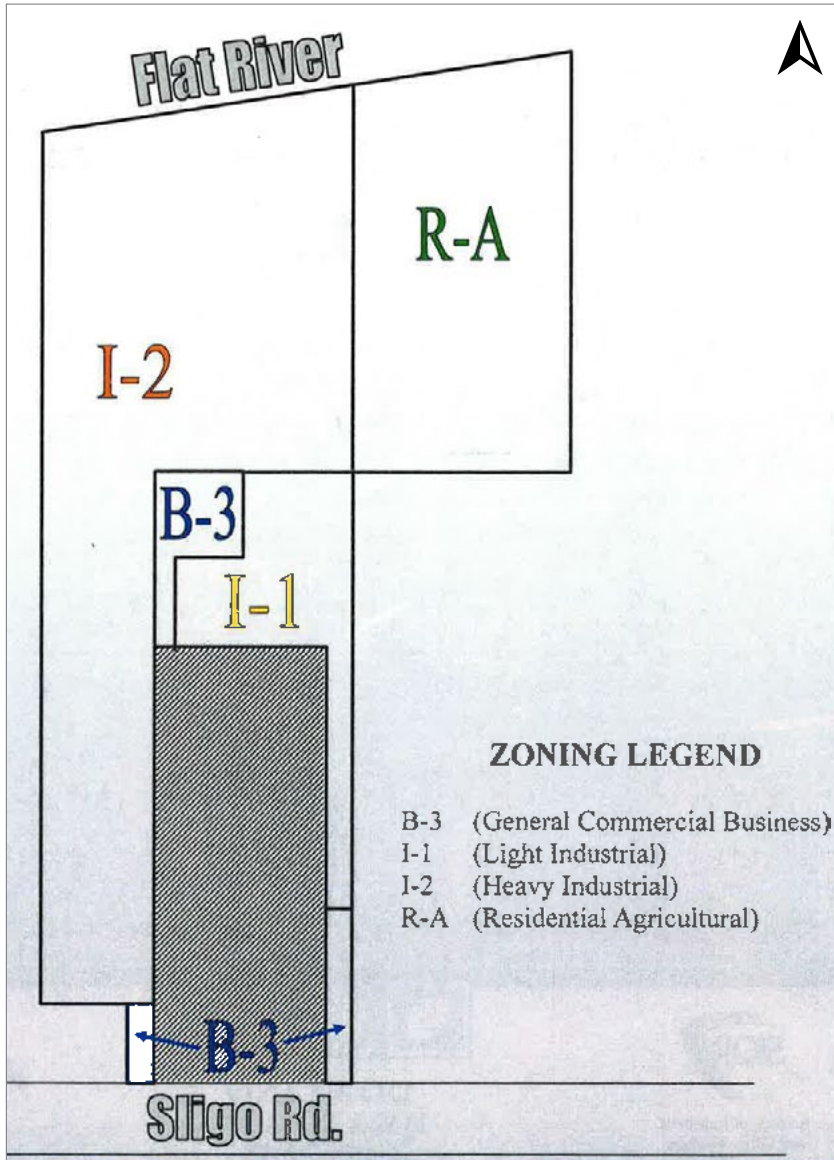 Flat River
R-A
I-2
B-3
I-1
ZONING LEGEND
B-3 (General Commercial Business)
I-1 (Light Industrial)
I-2 (Heavy Industrial)
R-A (Residential Agricultural)
B-3
Sligo Rd.